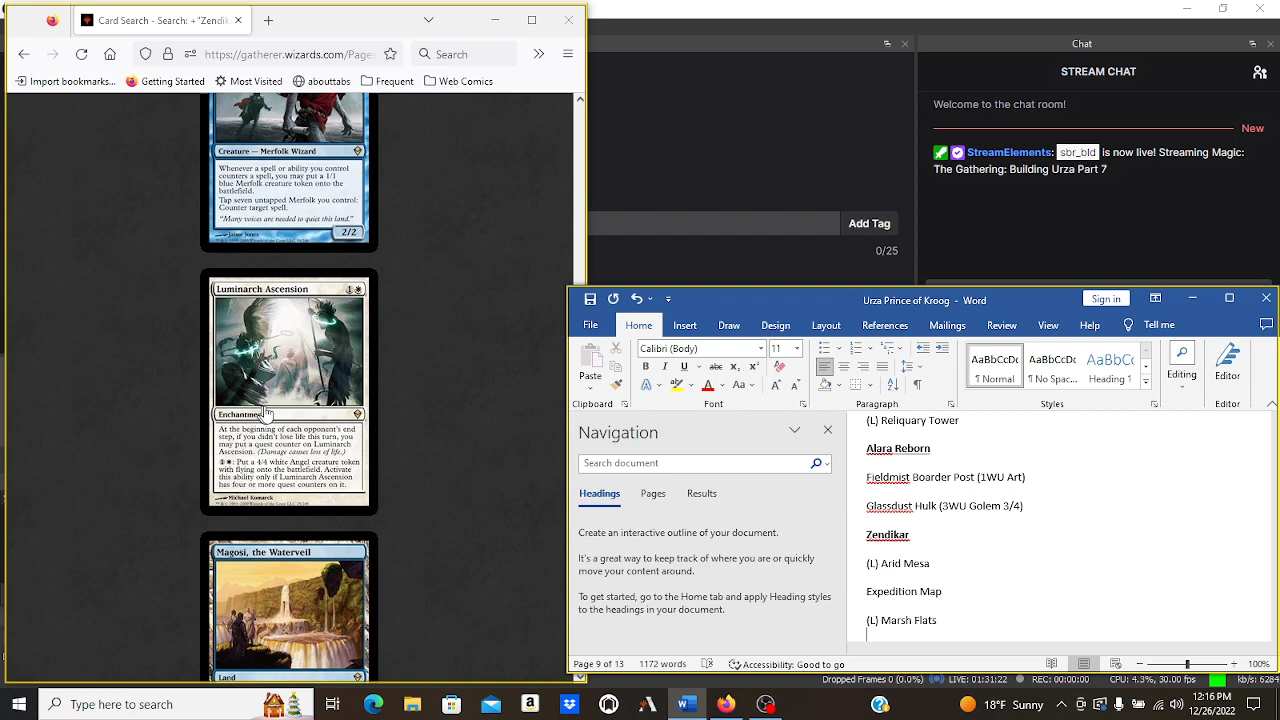 Card Search - Search: +"Zendik
https://gatherer.wizards.com/Pages
Search
Import bookmarks...
Getting Started
Most Visited
abouttabs
Frequent
Web Comics
Creature — Merfolk Wizard
Whenever a spell or ability you control
counters a spell, you may put a 1/1
blue Merfolk creature token onto the
battlefield.
Tap seven untapped Merfolk you control:
Counter target spell.
"Many voices are needed to quiet this land."
Jaime Jones
2/2
Luminarch Ascension
1
Enchantment
At the beginning of each opponent's end
step, if you didn't lose life this turn, you
may put a quest counter on Luminarch
Ascension. (Damage causes loss of life.)
1 : Put a 4/4 white Angel creature token
with flying onto the battlefield. Activate
this ability only if Luminarch Ascension
has four or more quest counters on it.
Michael Komarck
Magosi, the Waterveil
Land
Chat
STREAM CHAT
Welcome to the chat room!
New
StreamElements: sbr_bld is now live! Streaming Magic:
The Gathering: Building Urza Part 7
Add Tag
0/25
Urza Prince of Kroog - Word
Sign in
File
Home
Insert
Draw
Design
Layout
References
Mailings
Review
View
Help
Tell me
Paste
Calibri (Body)
11
AaBbCcDc
AaBbCcDc
AaBbCc
¶ Normal
¶ No Spac...
Heading 1
Editing
Editor
Clipboard
Font
Paragraph
Styles
Editor
Navigation
Search document
Headings
Pages
Results
Create an interactive outline of your document.
It's a great way to keep track of where you are or quickly
move your content around.
To get started, go to the Home tab and apply Heading styles
to the headings in your document.
(L) Reliquary Tower
Alara Reborn
Fieldmist Boarder Post (1WU Art)
Glassdust Hulk (3WU Golem 3/4)
Zendikar
(L) Arid Mesa
Expedition Map
(L) Marsh Flats
Page 9 of 13
1172 words
Accessibility: Good to go
100%
Dropped Frames 0 (0.0%)
LIVE: 01:31:22
REC: 00:00:00
CPU: 4.3%, 30.00 fps
kb/s: 6284
Type here to search
18°F Sunny
12:16 PM
12/26/2022